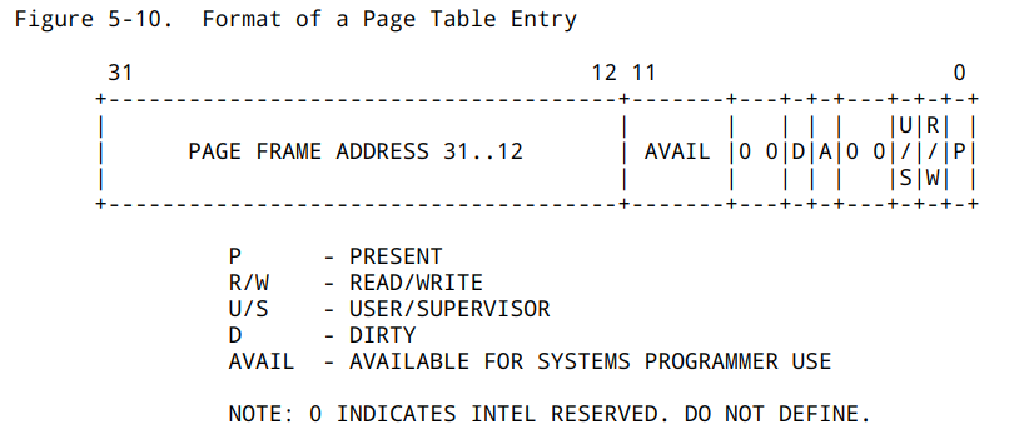 Figure 5-10.  Format of a Page Table Entry
31                                  12 11                      0
+--------------------------------------+-------+---+-+-+---+-+-+-+
|                                      |       |   | | |   |U|R| |
|      PAGE FRAME ADDRESS 31..12       | AVAIL |0 0|D|A|0 0|/|/|P|
|                                      |       |   | | |   |S|W| |
+--------------------------------------+-------+---+-+-+---+-+-+-+
P      - PRESENT
R/W    - READ/WRITE
U/S    - USER/SUPERVISOR
D      - DIRTY
AVAIL  - AVAILABLE FOR SYSTEMS PROGRAMMER USE
NOTE: 0 INDICATES INTEL RESERVED. DO NOT DEFINE.